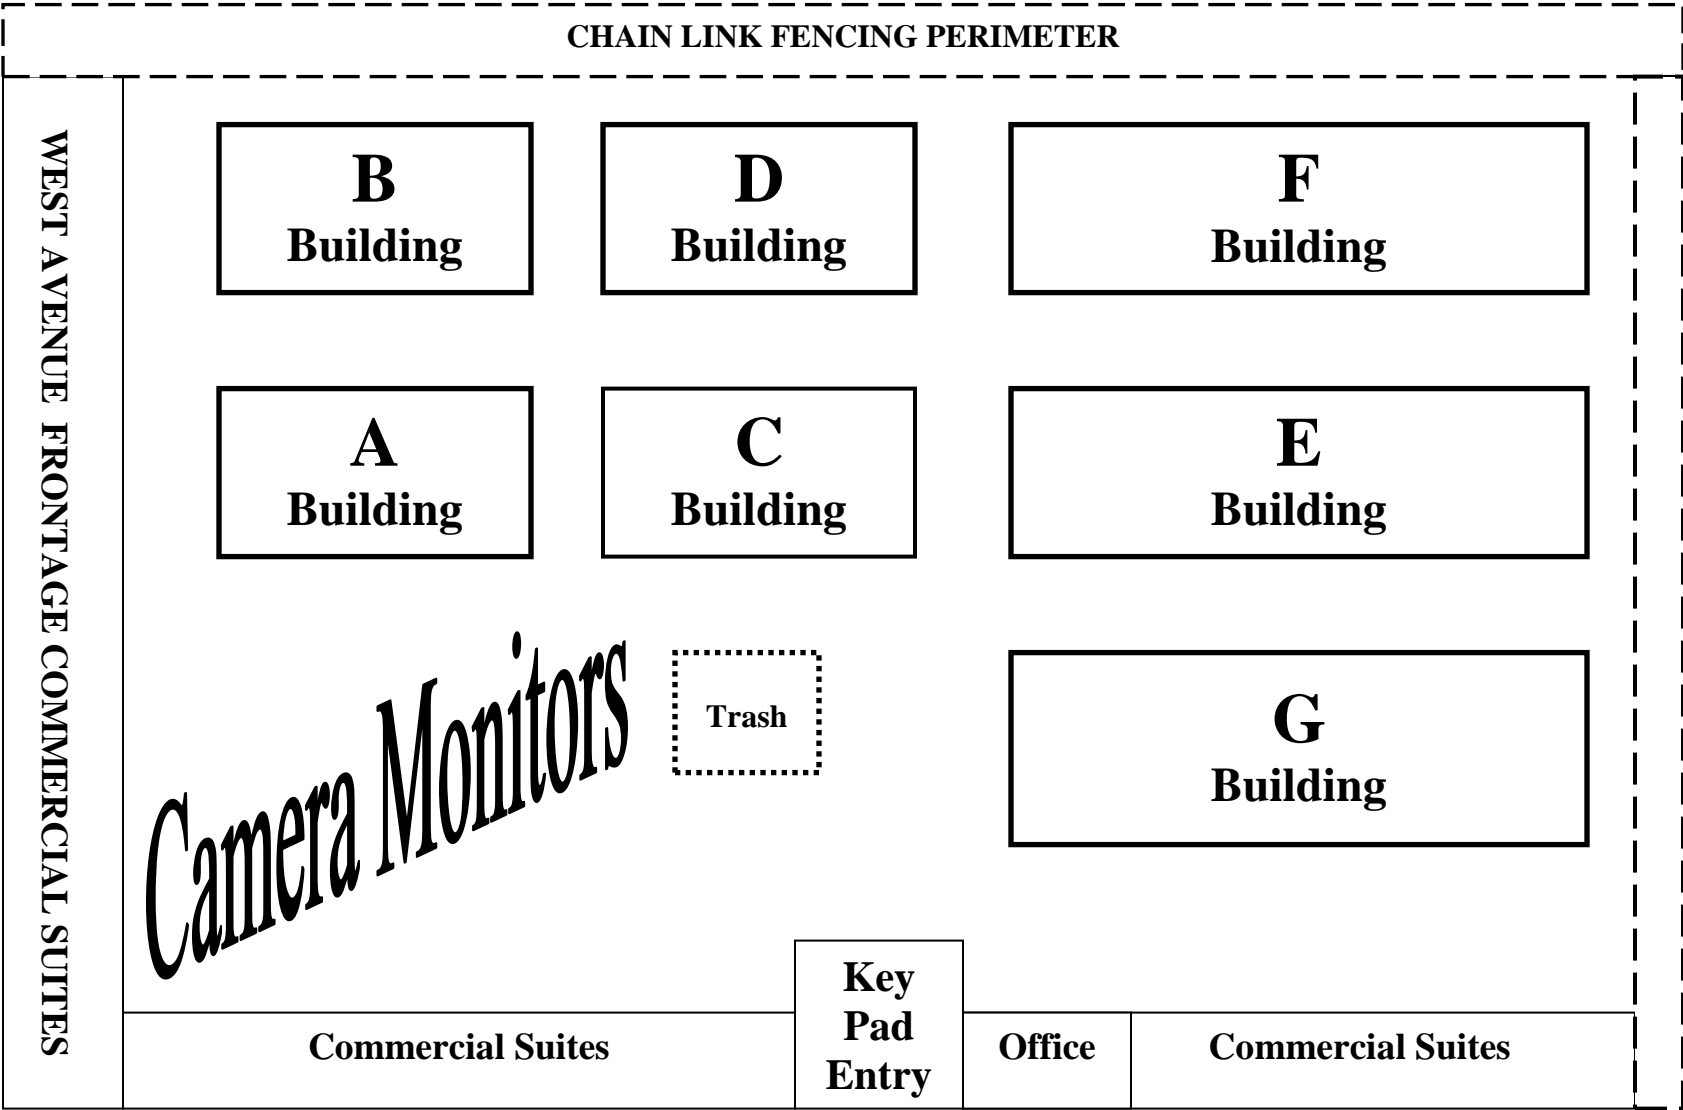 CHAIN LINK FENCING PERIMETER
WEST AVENUE FRONTAGE COMMERCIAL SUITES
B
Building
D
Building
F
Building
A
Building
C
Building
E
Building
Camera Monitors
Trash
G
Building
Key
Pad
Entry
Commercial Suites
Office
Commercial Suites